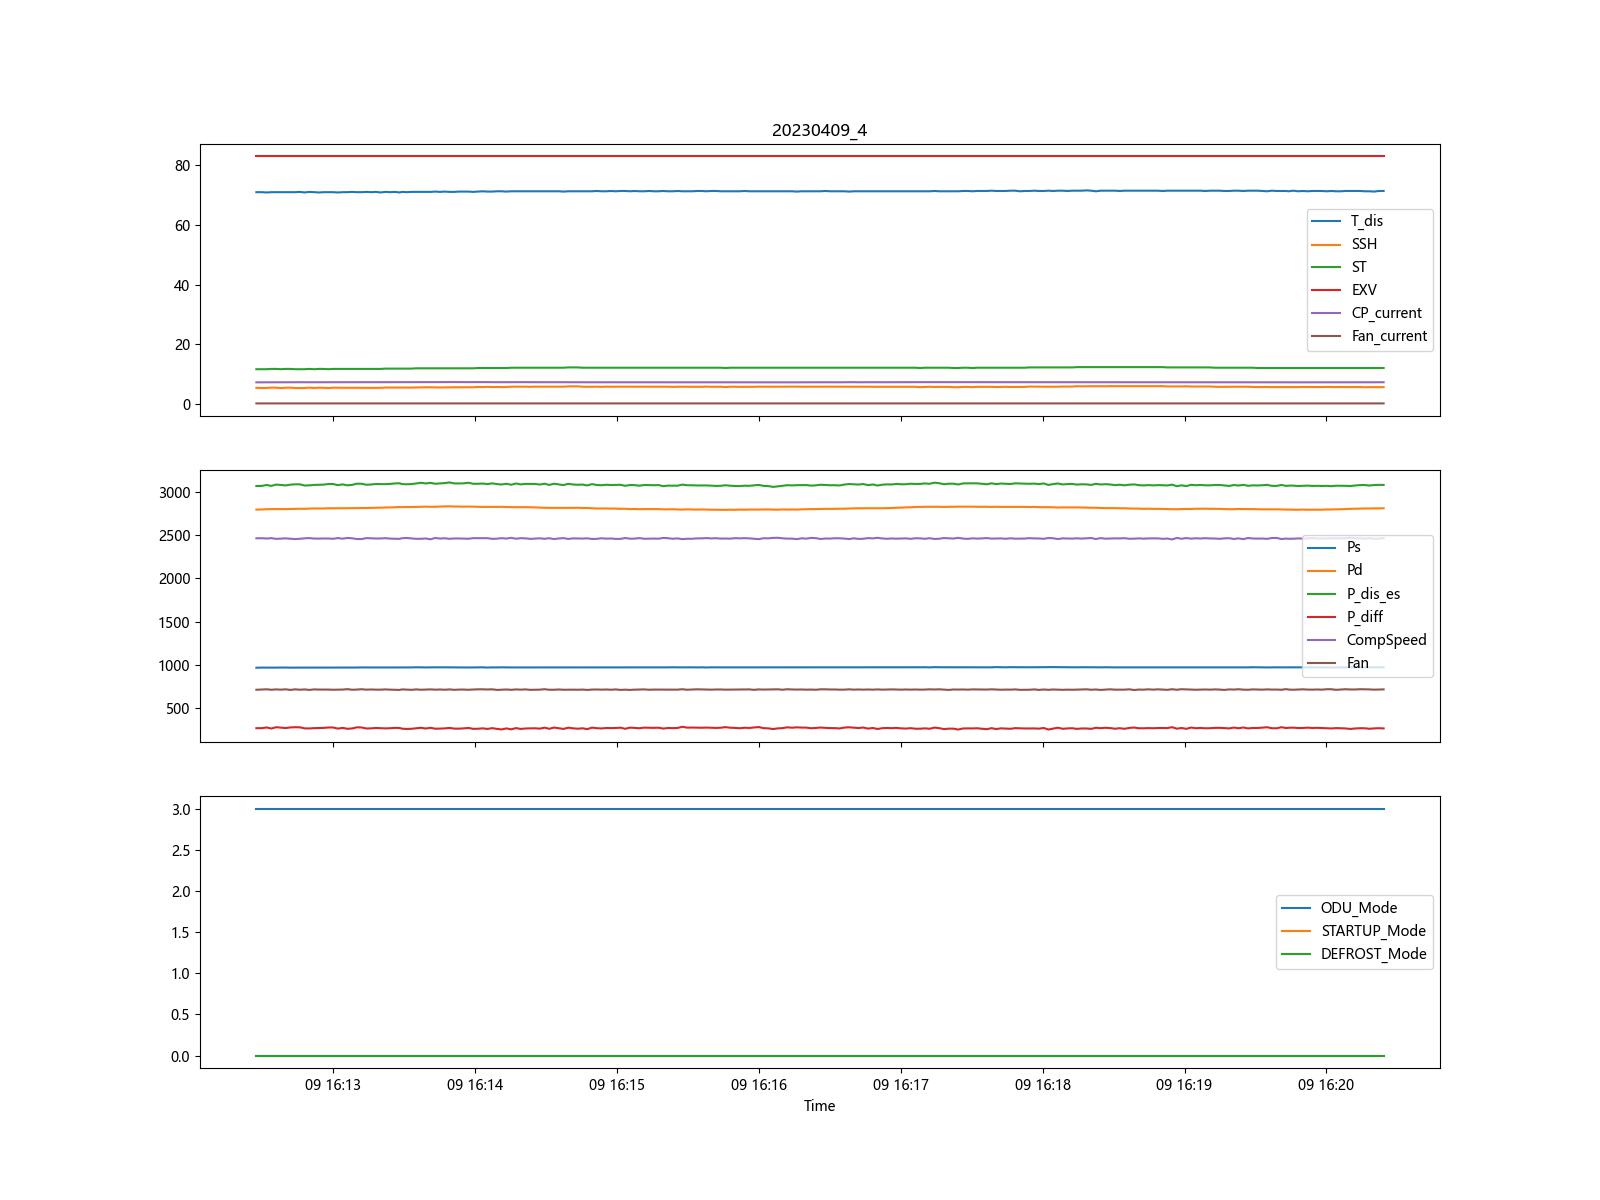 20230409_4
80
60
40
20
0
T_dis
SSH
ST
EXV
CP_current
Fan_current
3000
2500
2000
1500
1000
500
Ps
Pd
P_dis_es
P_diff
CompSpeed
Fan
3.0
2.5
2.0
1.5
1.0
0.5
0.0
ODU_Mode
STARTUP_Mode
DEFROST_Mode
09 16:13 09 16:14 09 16:15 09 16:16 09 16:17 09 16:18 09 16:19 09 16:20
Time